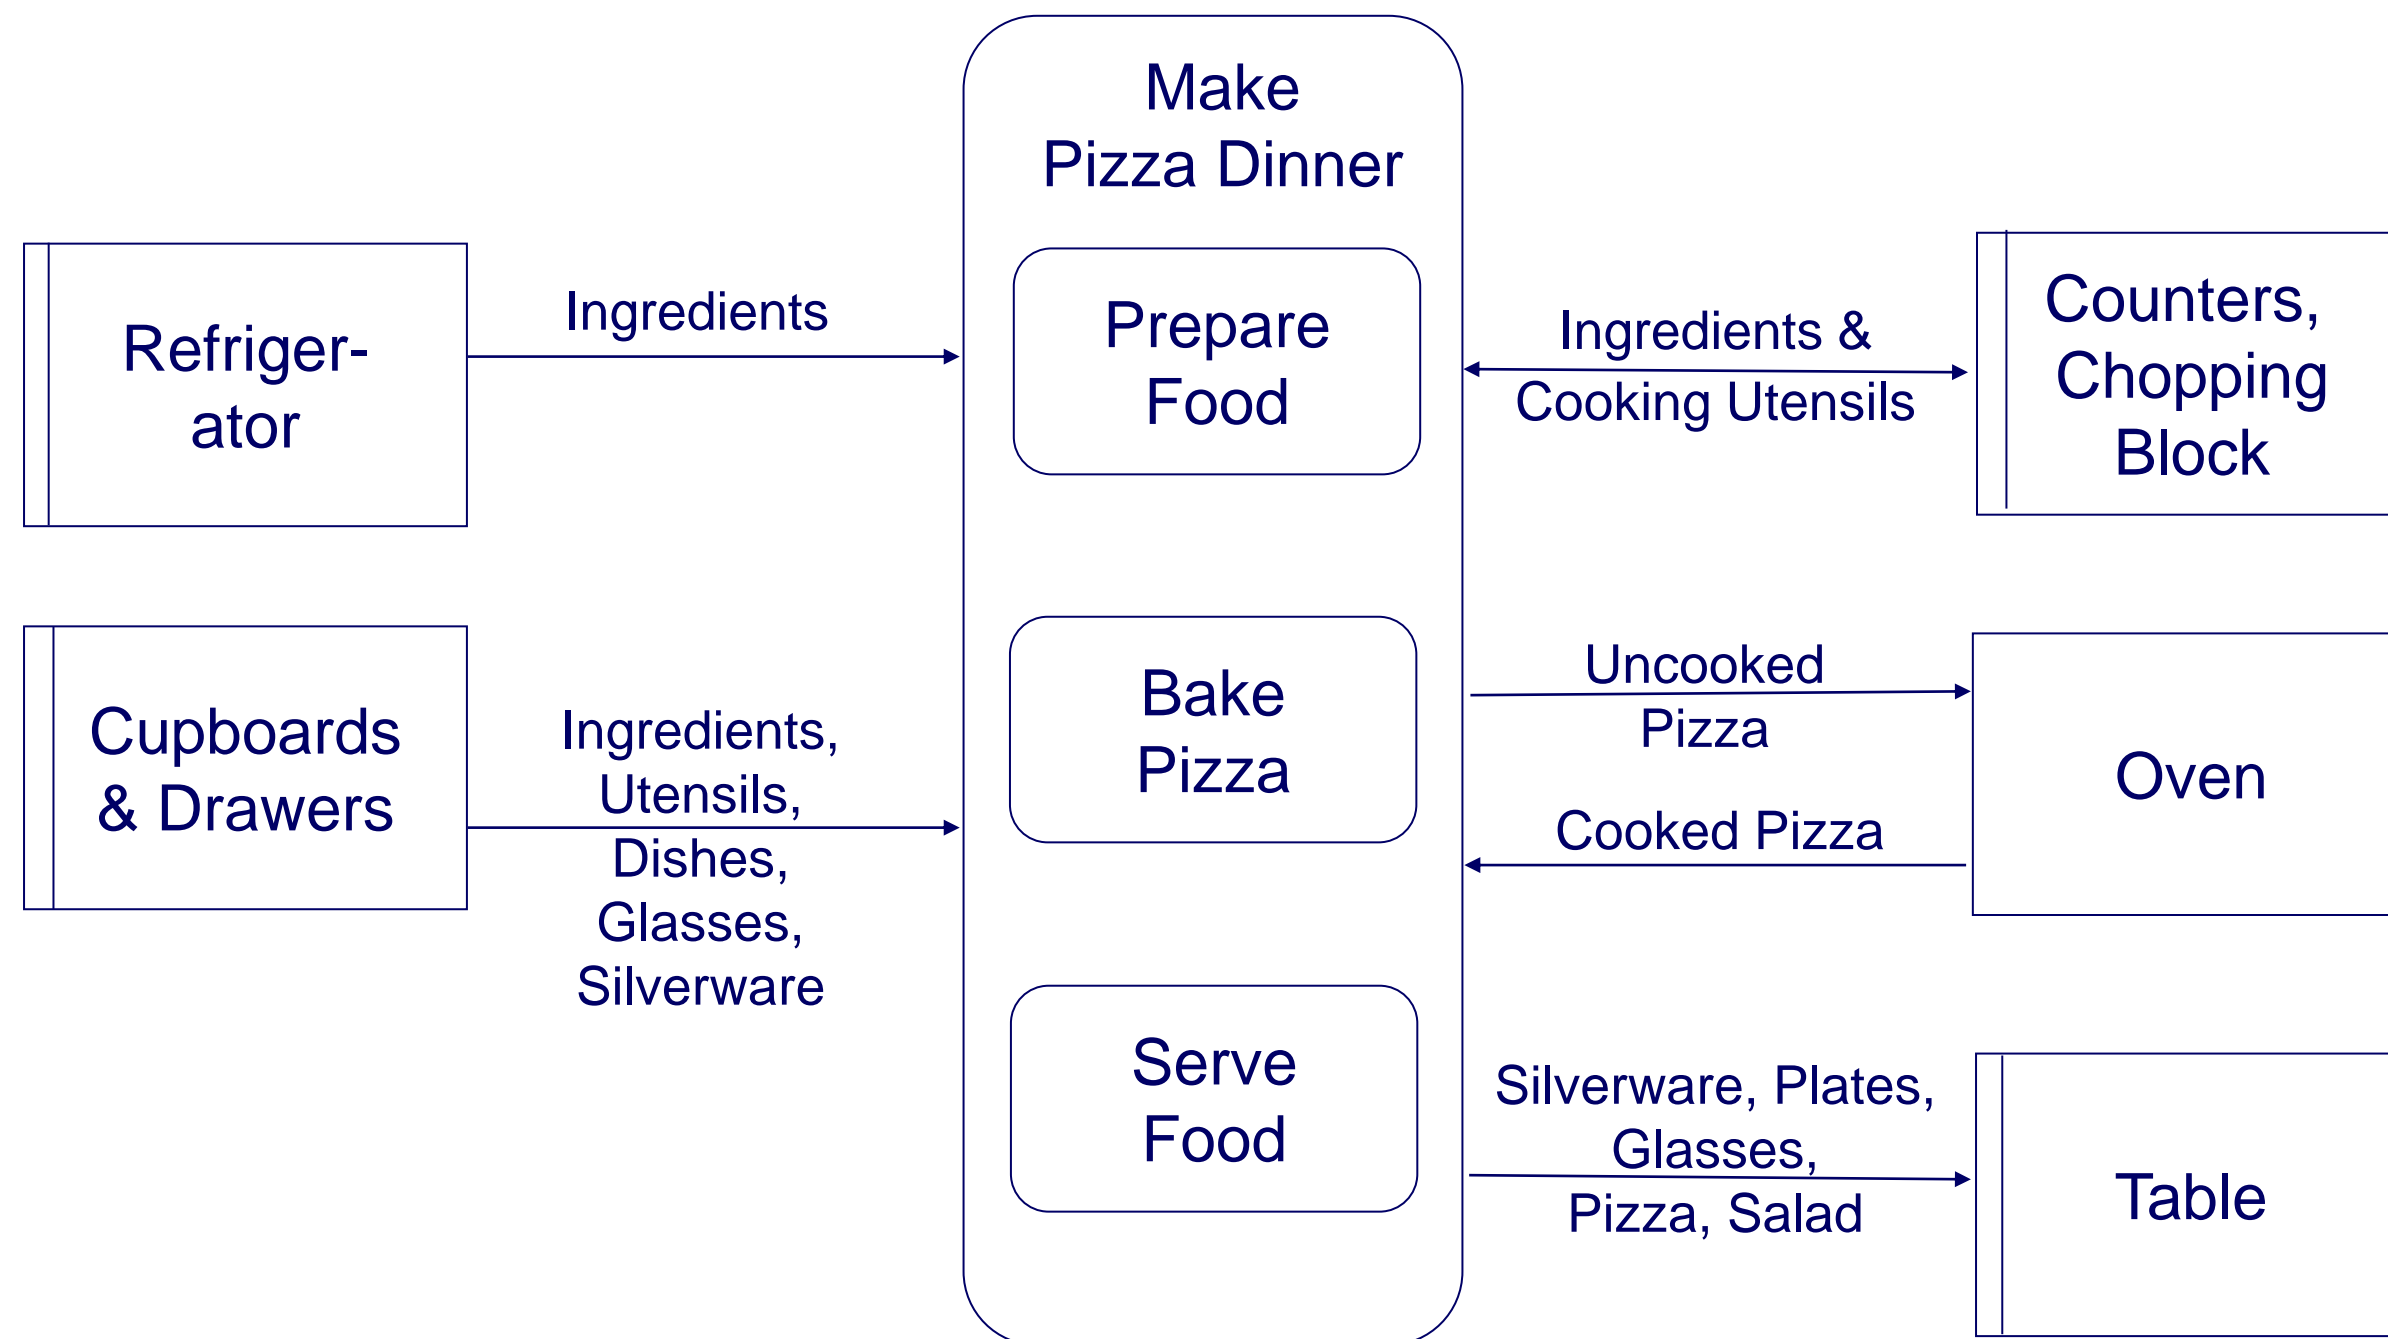 Make
Pizza Dinner
Refriger-
ator
Ingredients
Prepare
Food
Ingredients &
Cooking Utensils
Counters,
Chopping
Block
Cupboards
& Drawers
Ingredients,
Utensils,
Dishes,
Glasses,
Silverware
Bake
Pizza
Uncooked
Pizza
Cooked Pizza
Oven
Serve
Food
Silverware, Plates,
Glasses,
Pizza, Salad
Table